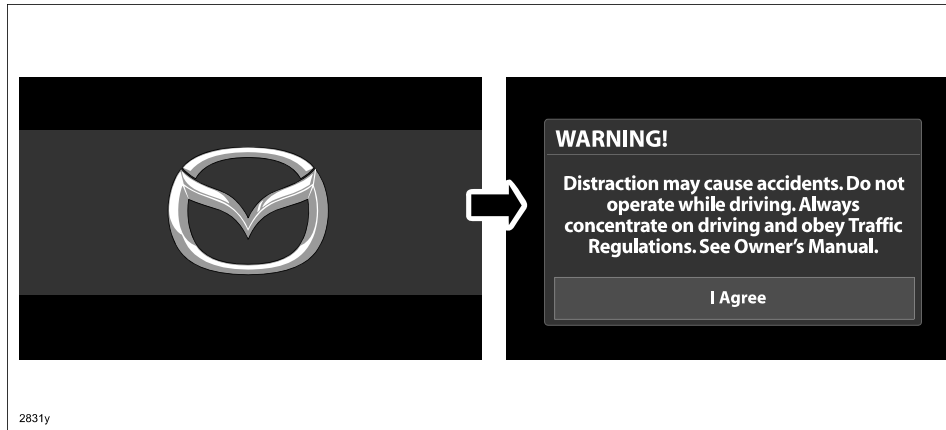 WARNING!
Distraction may cause accidents. Do not
operate while driving. Always
concentrate on driving and obey Traffic
Regulations. See Owner's Manual.
I Agree
2831y